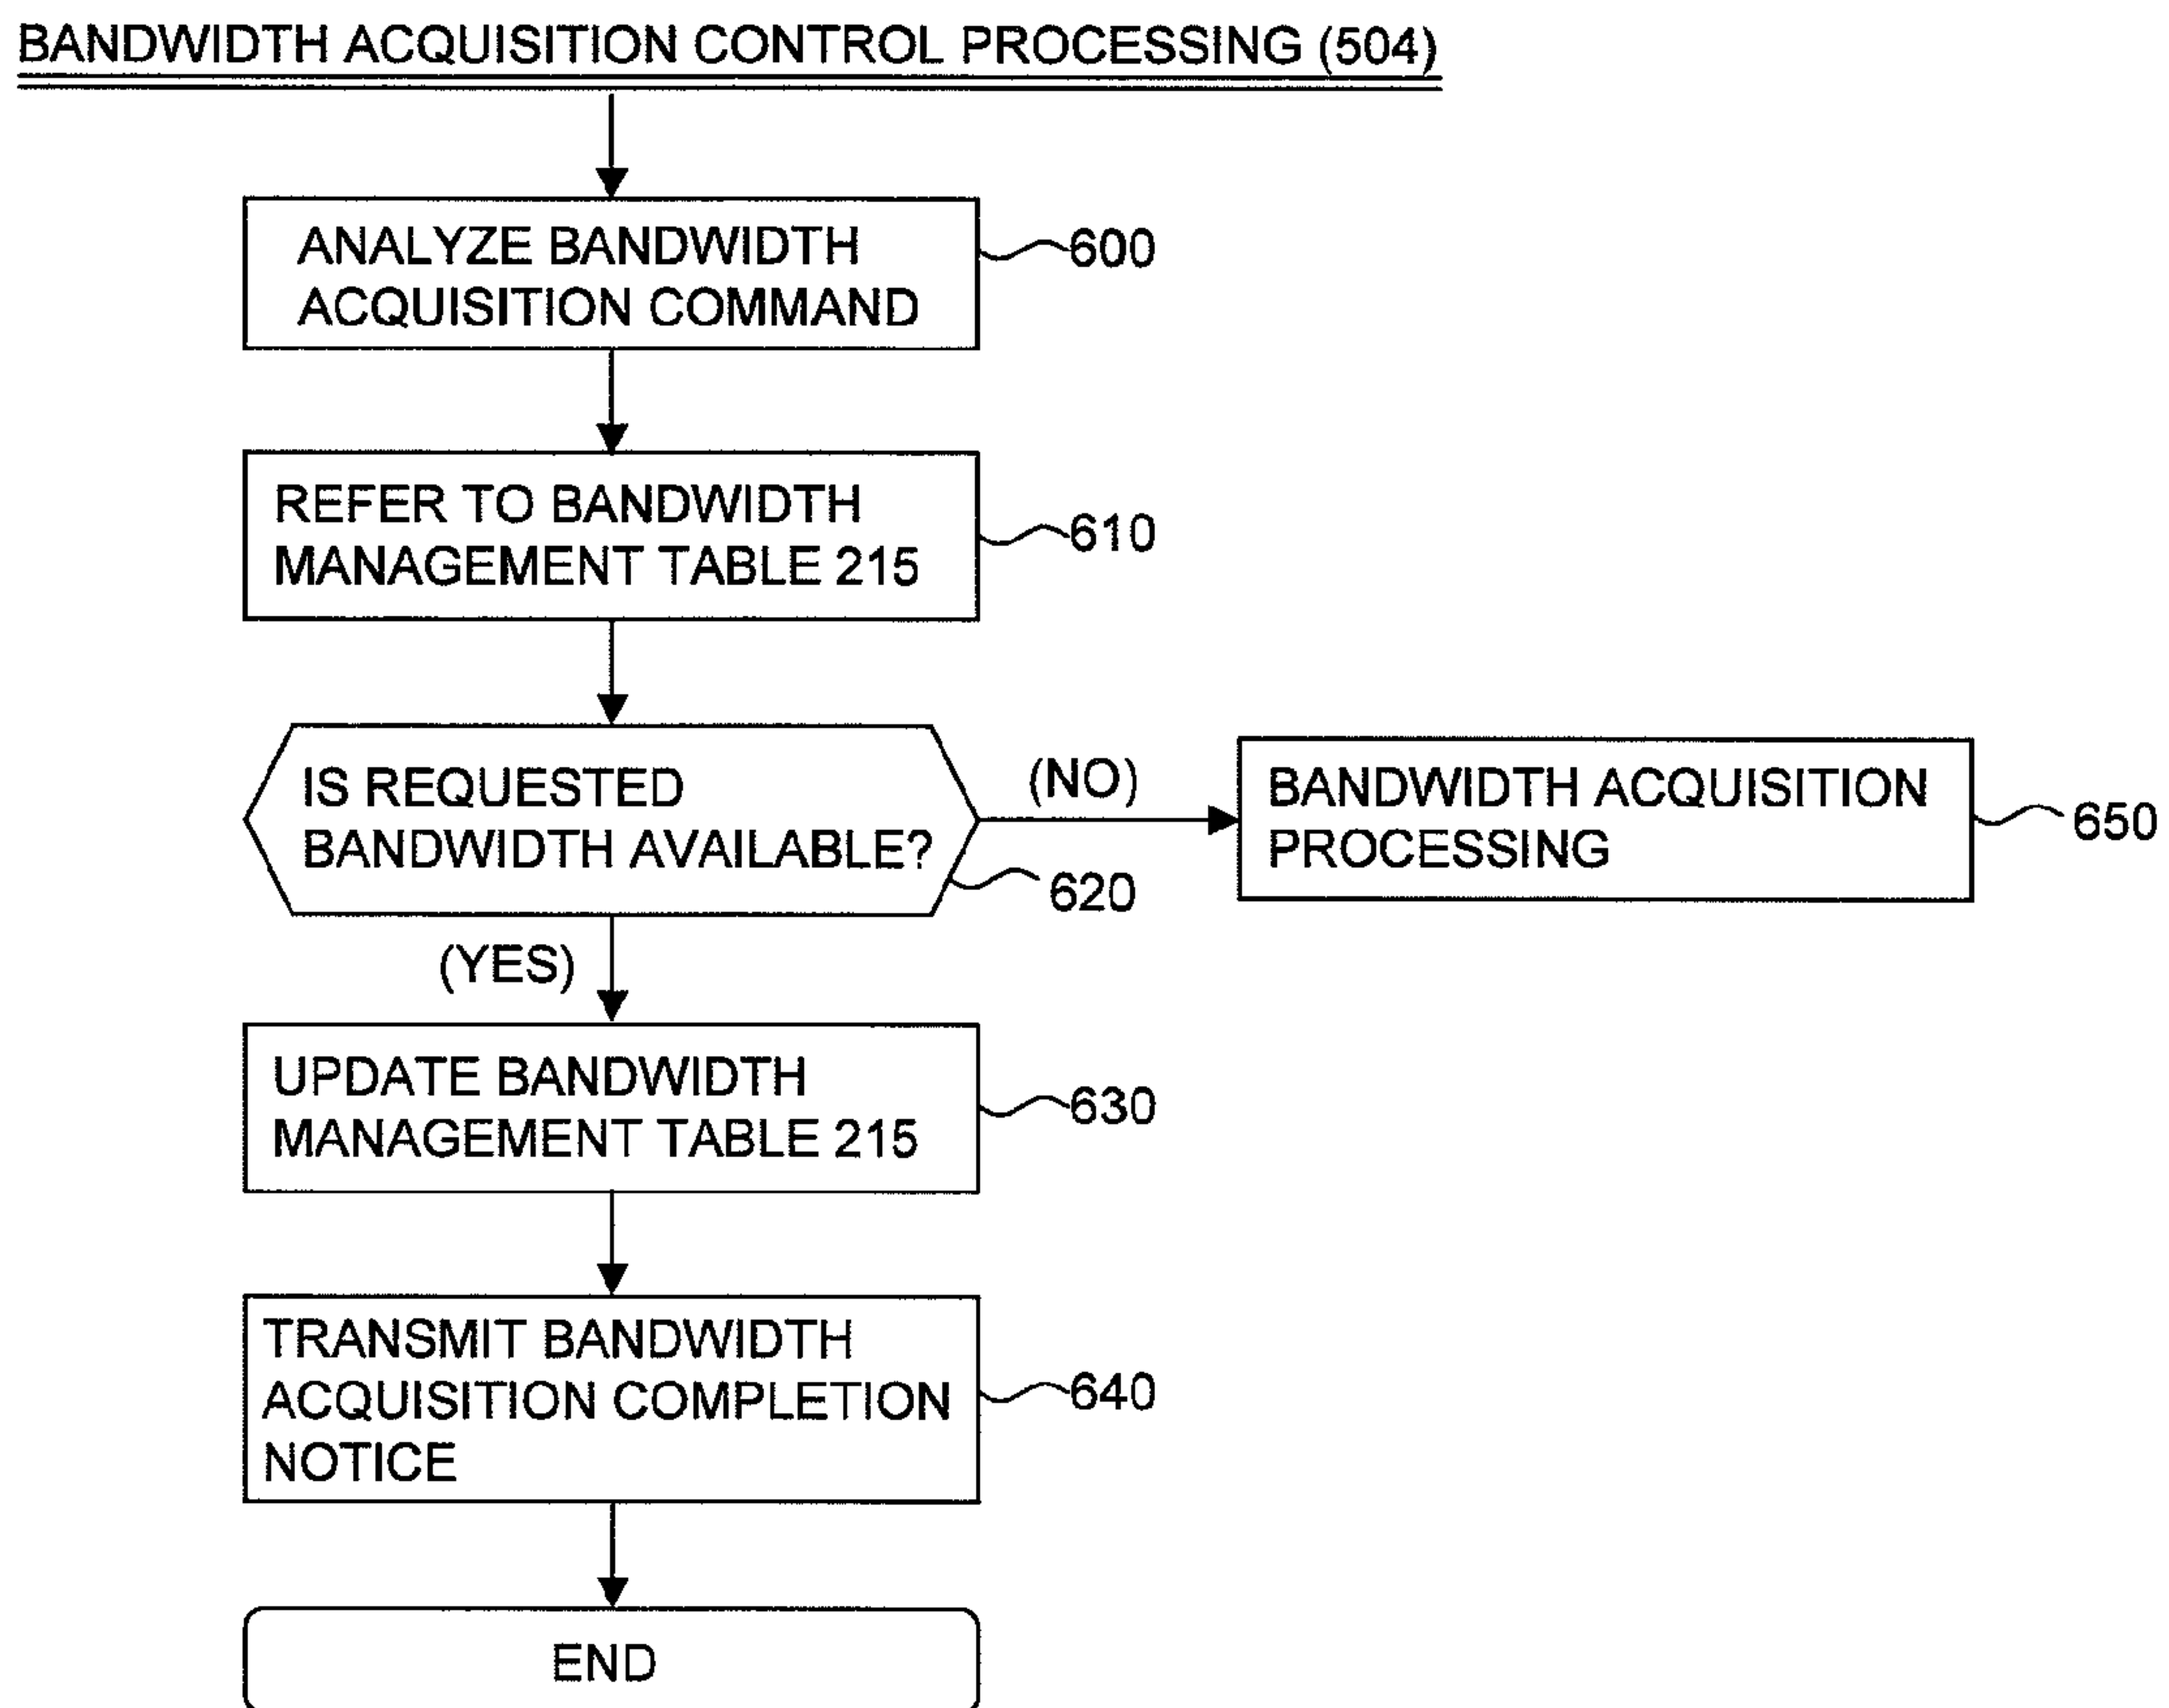 BANDWIDTH ACQUISITION CONTROL PROCESSING (504)
ANALYZE BANDWIDTH
ACQUISITION COMMAND
600
REFER TO BANDWIDTH
MANAGEMENT TABLE 215
610
IS REQUESTED
BANDWIDTH AVAILABLE?
620
(NO)
BANDWIDTH ACQUISITION
PROCESSING
650
(YES)
UPDATE BANDWIDTH
MANAGEMENT TABLE 215
630
TRANSMIT BANDWIDTH
ACQUISITION COMPLETION
NOTICE
640
END